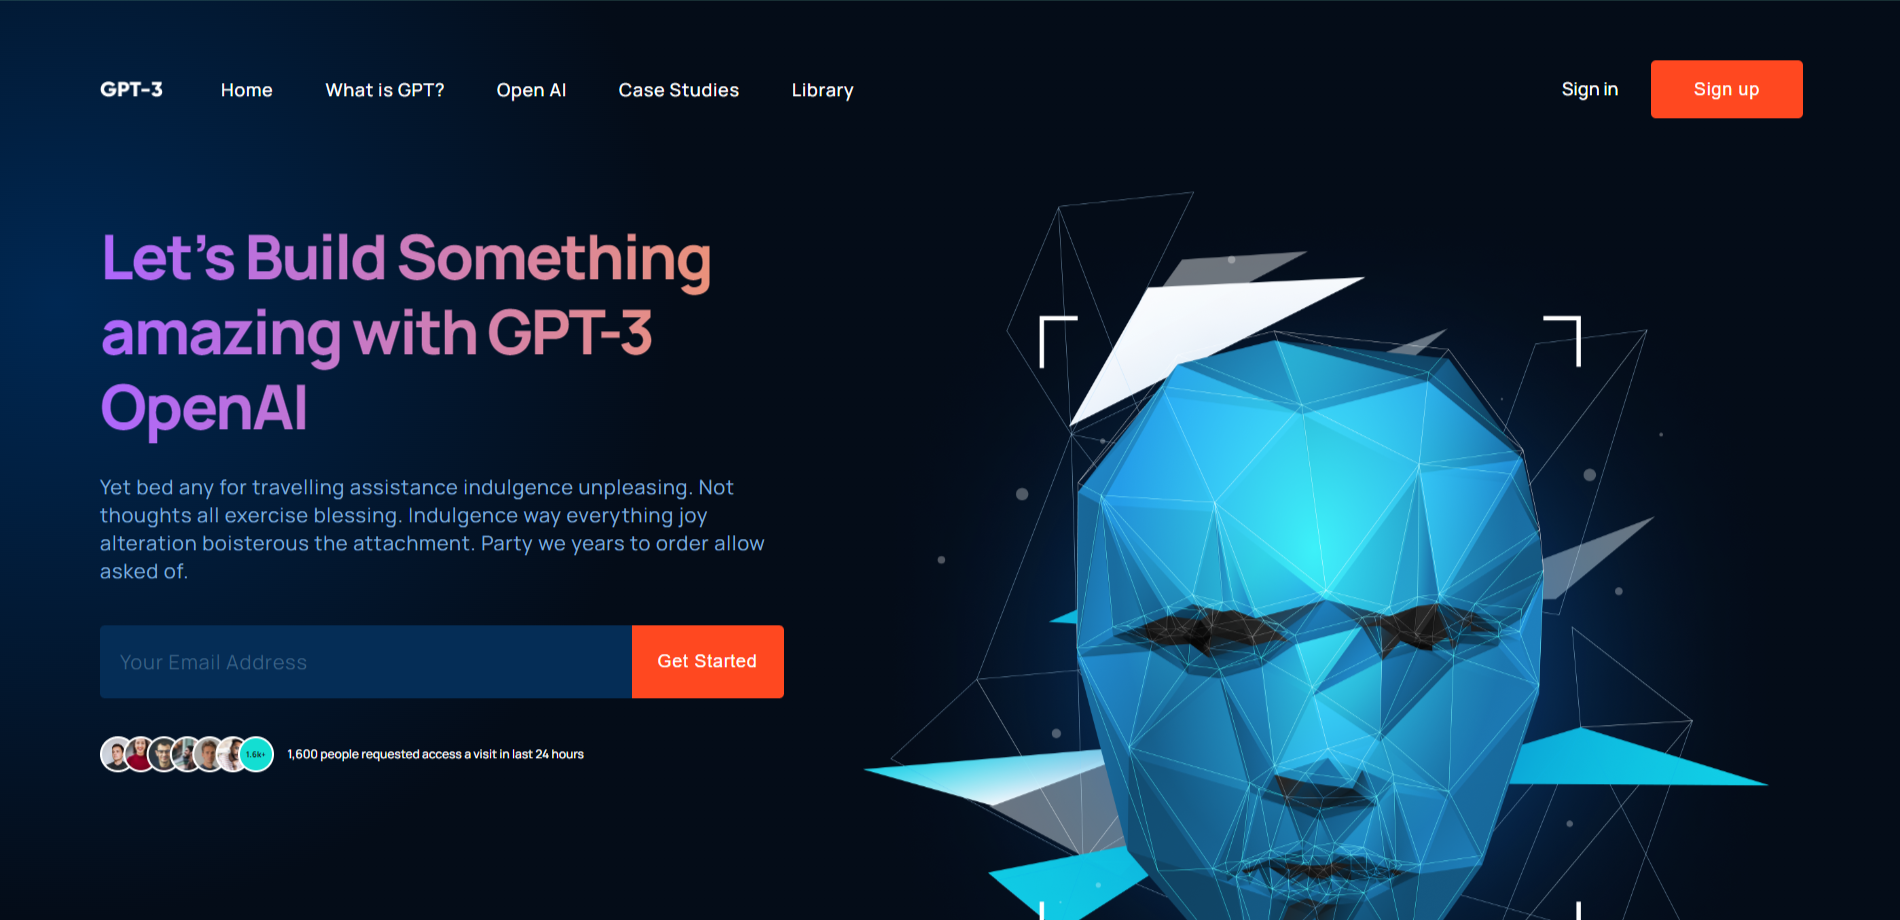 GPT-3 Home What is GPT? Open AI Case Studies Library Sign in Sign up
Let's Build Something
amazing with GPT-3
OpenAI
Yet bed any for travelling assistance indulgence unpleasing. Not
thoughts all exercise blessing. Indulgence way everything joy
alteration boisterous the attachment. Party we years to order allow
asked of.
Your Email Address Get Started
1.6k+ 1,600 people requested access a visit in last 24 hours